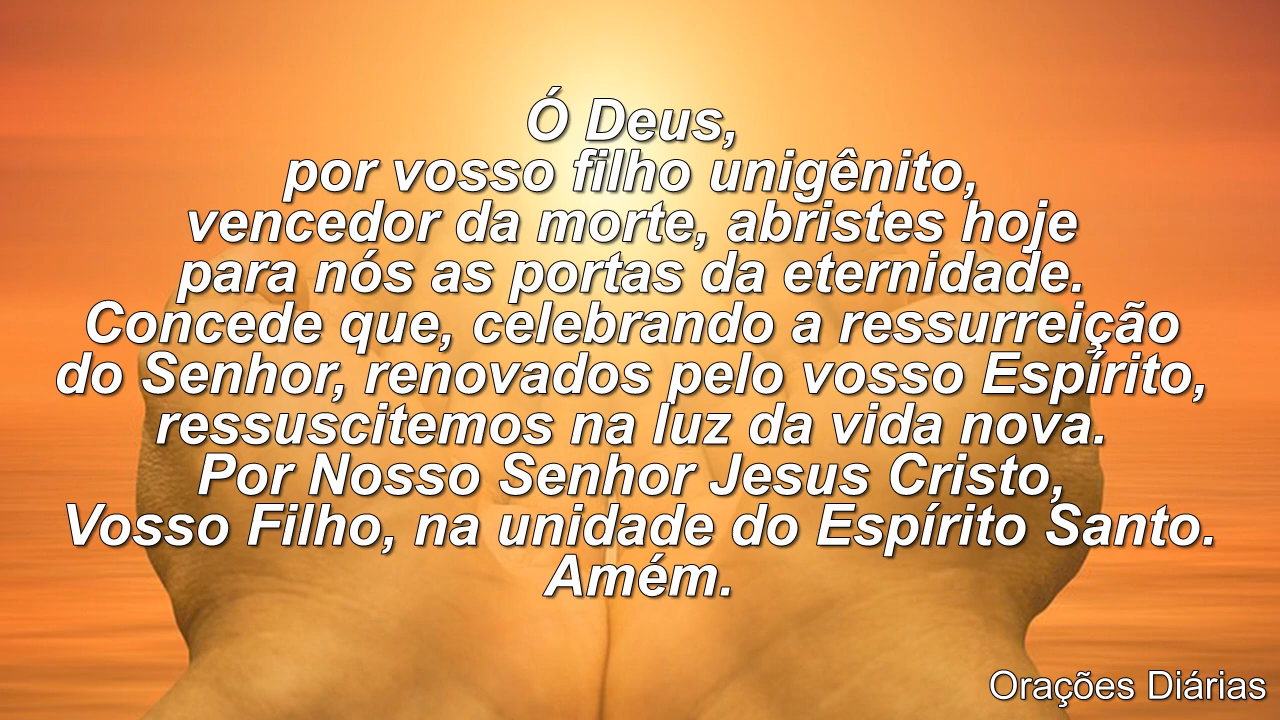 Ó Deus,
por vosso filho unigênito,
vencedor da morte, abristes hoje
para nós as portas da eternidade.
Concede que, celebrando a ressurreição
do Senhor, renovados pelo vosso Espírito,
ressuscitemos na luz da vida nova.
Por Nosso Senhor Jesus Cristo,
Vosso Filho, na unidade do Espírito Santo.
Amém.
Orações Diárias